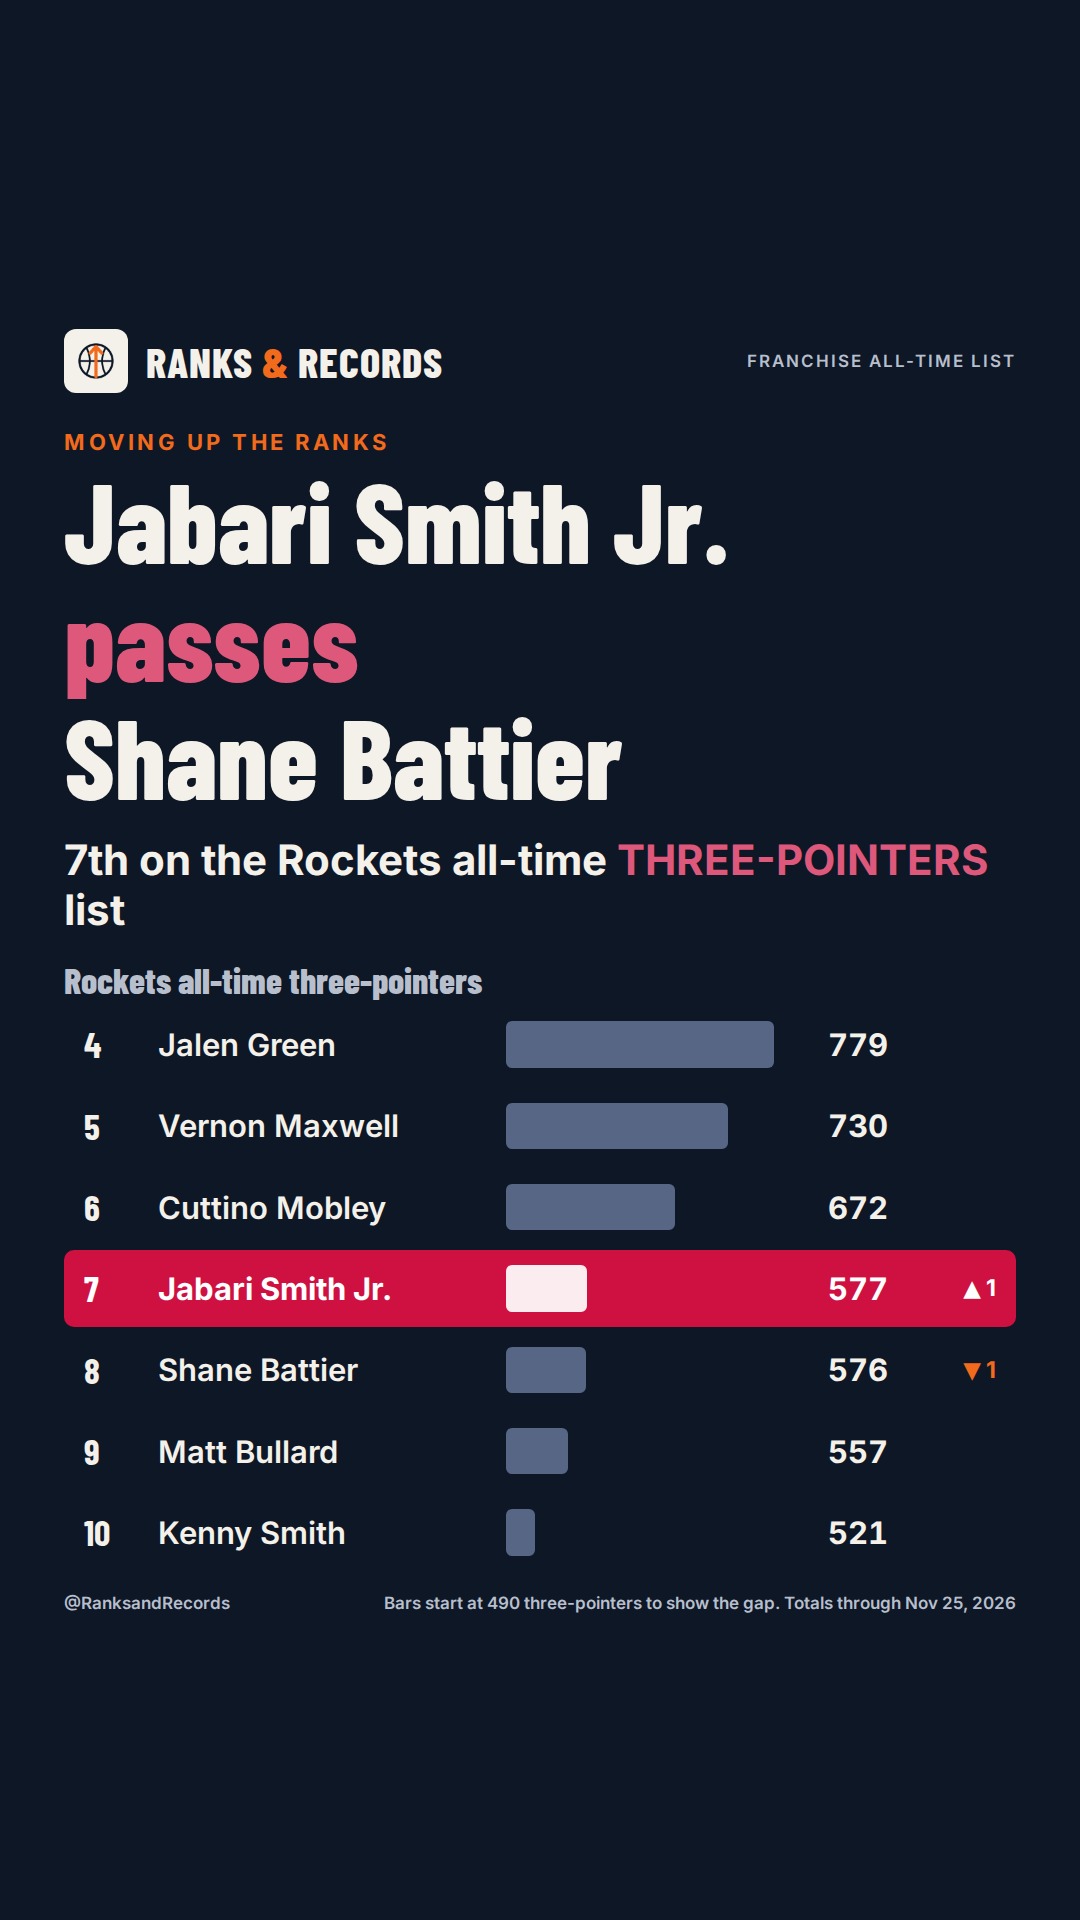 RANKS & RECORDS
FRANCHISE ALL-TIME LIST
MOVING UP THE RANKS
Jabari Smith Jr.
passes
Shane Battier
7th on the Rockets all-time THREE-POINTERS
list
Rockets all-time three-pointers
4 Jalen Green 779
5 Vernon Maxwell 730
6 Cuttino Mobley 672
7 Jabari Smith Jr. 577 ▲1
8 Shane Battier 576 ▼1
9 Matt Bullard 557
10 Kenny Smith 521
@RanksandRecords
Bars start at 490 three-pointers to show the gap. Totals through Nov 25, 2026